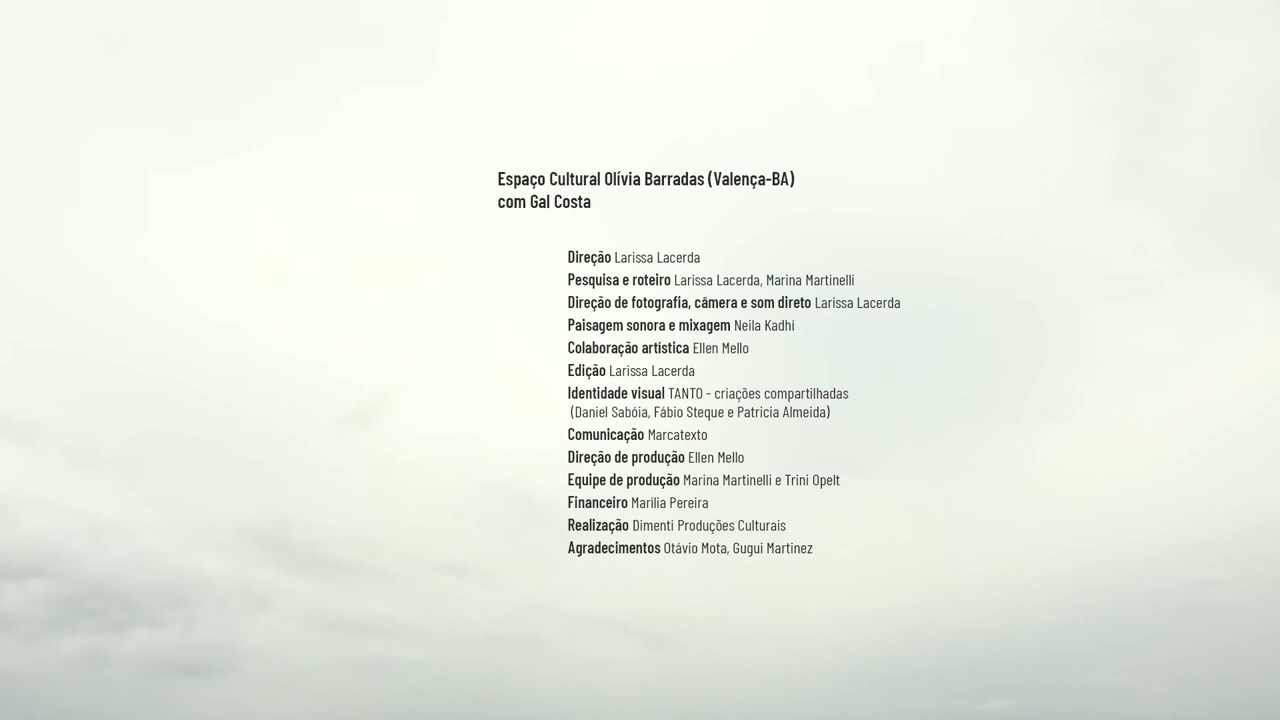 Espaço Cultural Olívia Barradas (Valença-BA)
com Gal Costa
Direção Larissa Lacerda
Pesquisa e roteiro Larissa Lacerda, Marina Martinelli
Direção de fotografia, câmera e som direto Larissa Lacerda
Paisagem sonora e mixagem Neila Kadhí
Colaboração artística Ellen Mello
Edição Larissa Lacerda
Identidade visual TANTO - criações compartilhadas
(Daniel Sabóia, Fábio Steque e Patricia Almeida)
Comunicação Marcatexto
Direção de produção Ellen Mello
Equipe de produção Marina Martinelli e Trini Opelt
Financeiro Marília Pereira
Realização Dimenti Produções Culturais
Agradecimentos Otávio Mota, Gugui Martinez